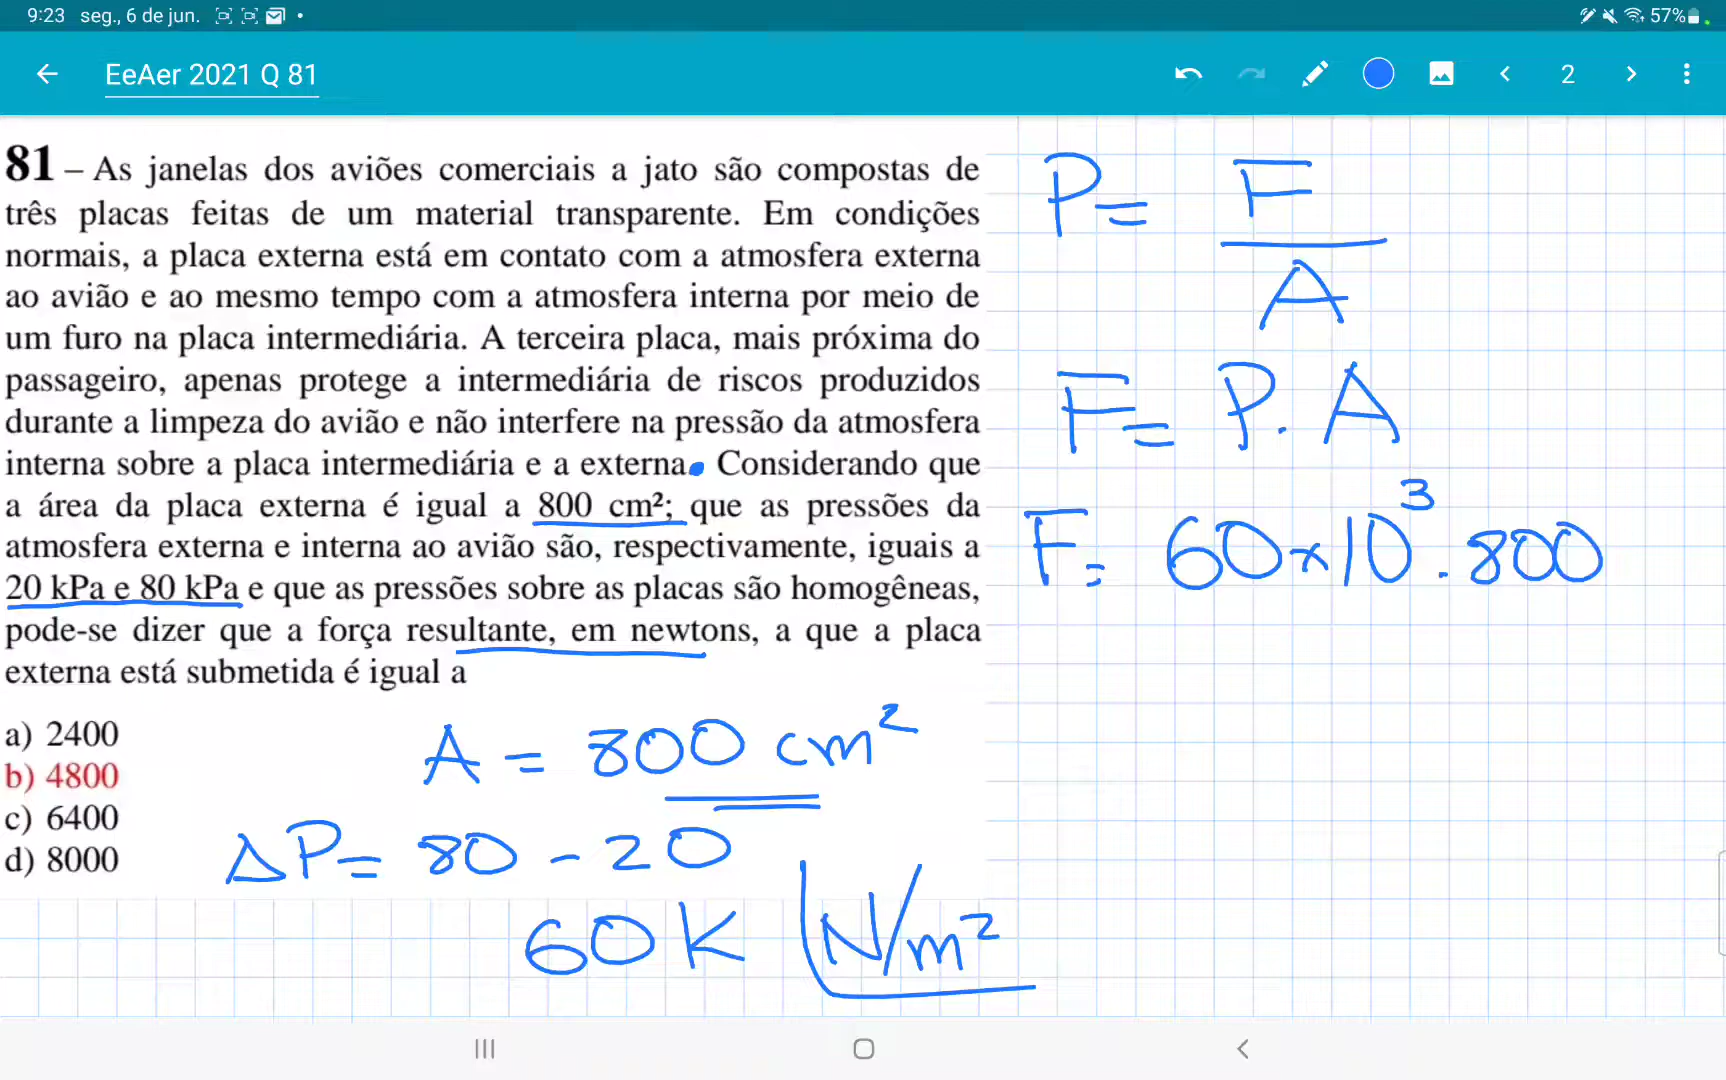 9:23 seg., 6 de jun.
57%
EeAer 2021 Q 81
2
81 – As janelas dos aviões comerciais a jato são compostas de
três placas feitas de um material transparente. Em condições
normais, a placa externa está em contato com a atmosfera externa
ao avião e ao mesmo tempo com a atmosfera interna por meio de
um furo na placa intermediária. A terceira placa, mais próxima do
passageiro, apenas protege a intermediária de riscos produzidos
durante a limpeza do avião e não interfere na pressão da atmosfera
interna sobre a placa intermediária e a externa. Considerando que
a área da placa externa é igual a 800 cm²; que as pressões da
atmosfera externa e interna ao avião são, respectivamente, iguais a
20 kPa e 80 kPa e que as pressões sobre as placas são homogêneas,
pode-se dizer que a força resultante, em newtons, a que a placa
externa está submetida é igual a
a) 2400
b) 4800
c) 6400
d) 8000
A = 800 cm²
ΔP = 80 - 20
60K N/m²
P = F/A
F = P.A
F = 60×10³.800